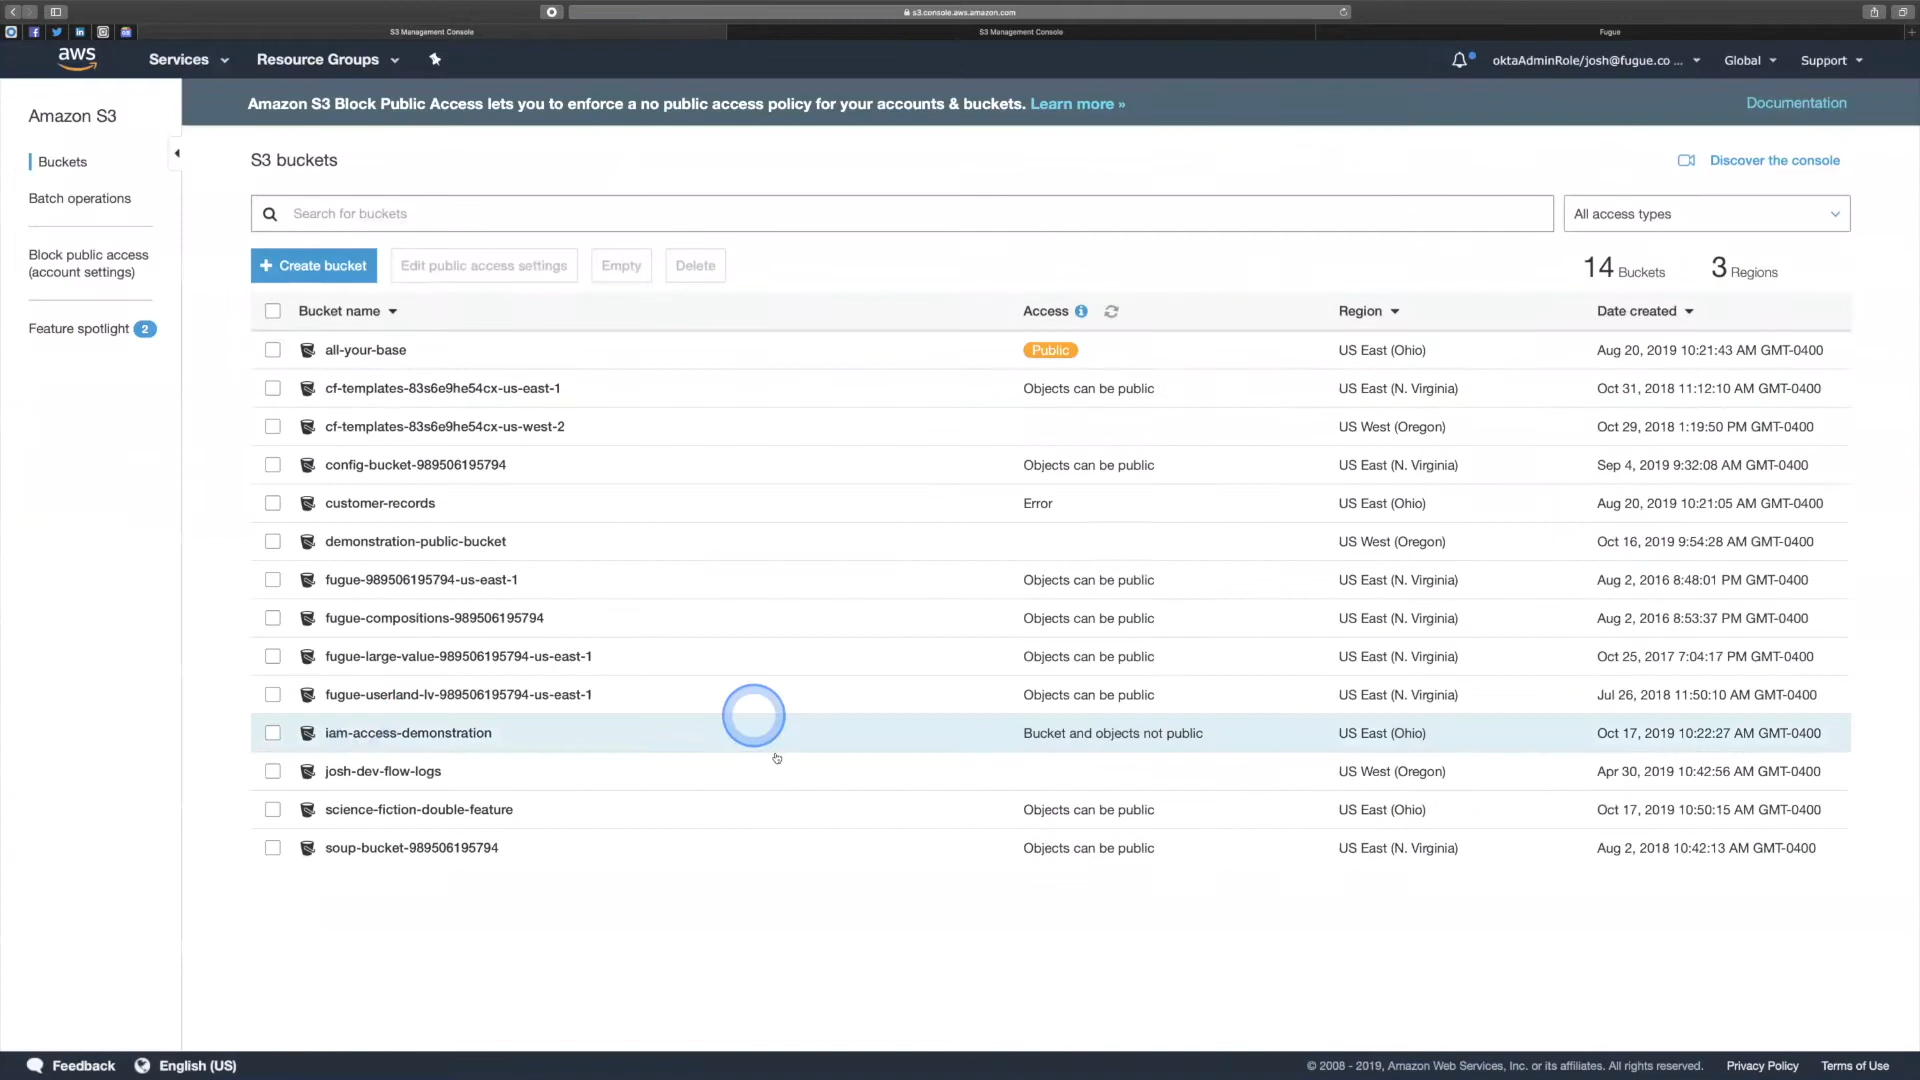 s3.console.aws.amazon.com
S3 Management Console
S3 Management Console
Fugue
aws
Services
Resource Groups
oktaAdminRole/josh@fugue.co ...
Global
Support
Amazon S3 Block Public Access lets you to enforce a no public access policy for your accounts & buckets. Learn more »
Documentation
Amazon S3
Buckets
Batch operations
Block public access
(account settings)
Feature spotlight 2
S3 buckets
Discover the console
Search for buckets
All access types
+ Create bucket
Edit public access settings
Empty
Delete
14 Buckets
3 Regions
Bucket name Access Region Date created
all-your-base Public US East (Ohio) Aug 20, 2019 10:21:43 AM GMT-0400
cf-templates-83s6e9he54cx-us-east-1 Objects can be public US East (N. Virginia) Oct 31, 2018 11:12:10 AM GMT-0400
cf-templates-83s6e9he54cx-us-west-2 US West (Oregon) Oct 29, 2018 1:19:50 PM GMT-0400
config-bucket-989506195794 Objects can be public US East (N. Virginia) Sep 4, 2019 9:32:08 AM GMT-0400
customer-records Error US East (Ohio) Aug 20, 2019 10:21:05 AM GMT-0400
demonstration-public-bucket US West (Oregon) Oct 16, 2019 9:54:28 AM GMT-0400
fugue-989506195794-us-east-1 Objects can be public US East (N. Virginia) Aug 2, 2016 8:48:01 PM GMT-0400
fugue-compositions-989506195794 Objects can be public US East (N. Virginia) Aug 2, 2016 8:53:37 PM GMT-0400
fugue-large-value-989506195794-us-east-1 Objects can be public US East (N. Virginia) Oct 25, 2017 7:04:17 PM GMT-0400
fugue-userland-lv-989506195794-us-east-1 Objects can be public US East (N. Virginia) Jul 26, 2018 11:50:10 AM GMT-0400
iam-access-demonstration Bucket and objects not public US East (Ohio) Oct 17, 2019 10:22:27 AM GMT-0400
josh-dev-flow-logs US West (Oregon) Apr 30, 2019 10:42:56 AM GMT-0400
science-fiction-double-feature Objects can be public US East (Ohio) Oct 17, 2019 10:50:15 AM GMT-0400
soup-bucket-989506195794 Objects can be public US East (N. Virginia) Aug 2, 2018 10:42:13 AM GMT-0400
Feedback
English (US)
© 2008 - 2019, Amazon Web Services, Inc. or its affiliates. All rights reserved.
Privacy Policy
Terms of Use